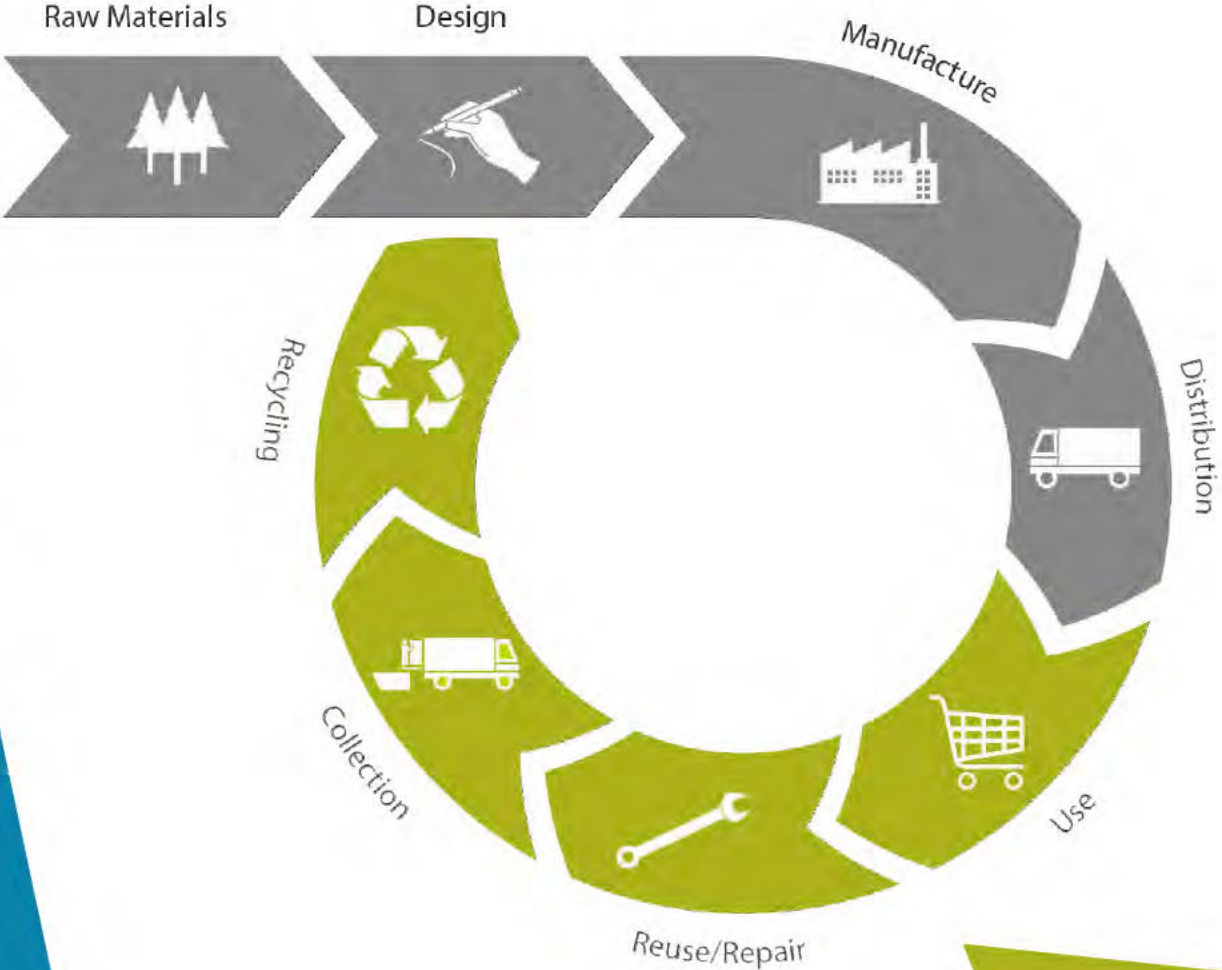 Raw Materials
Design
Manufacture
Distribution
Use
Reuse/Repair
Collection
Recycling